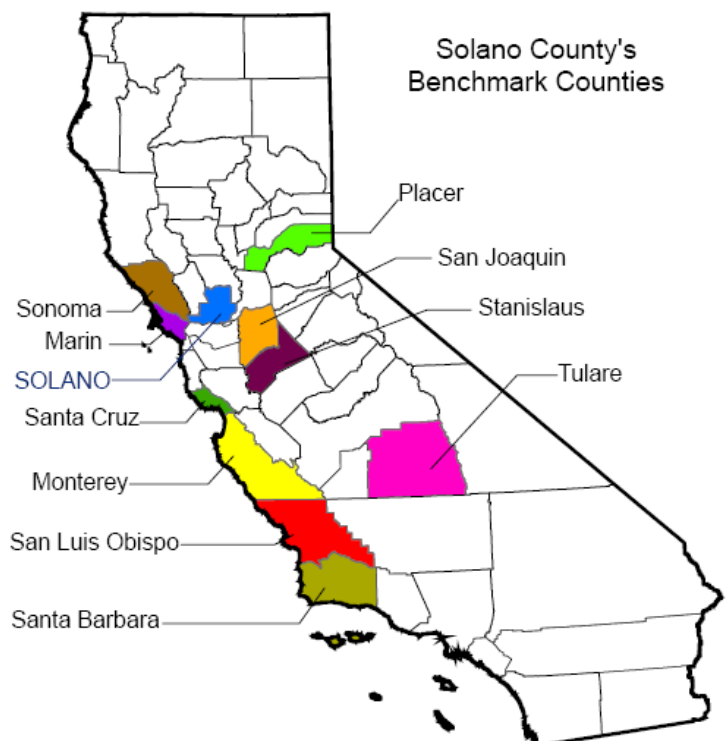 Solano County's
Benchmark Counties
Placer
San Joaquin
Sonoma
Stanislaus
Marin
SOLANO
Tulare
Santa Cruz
Monterey
San Luis Obispo
Santa Barbara